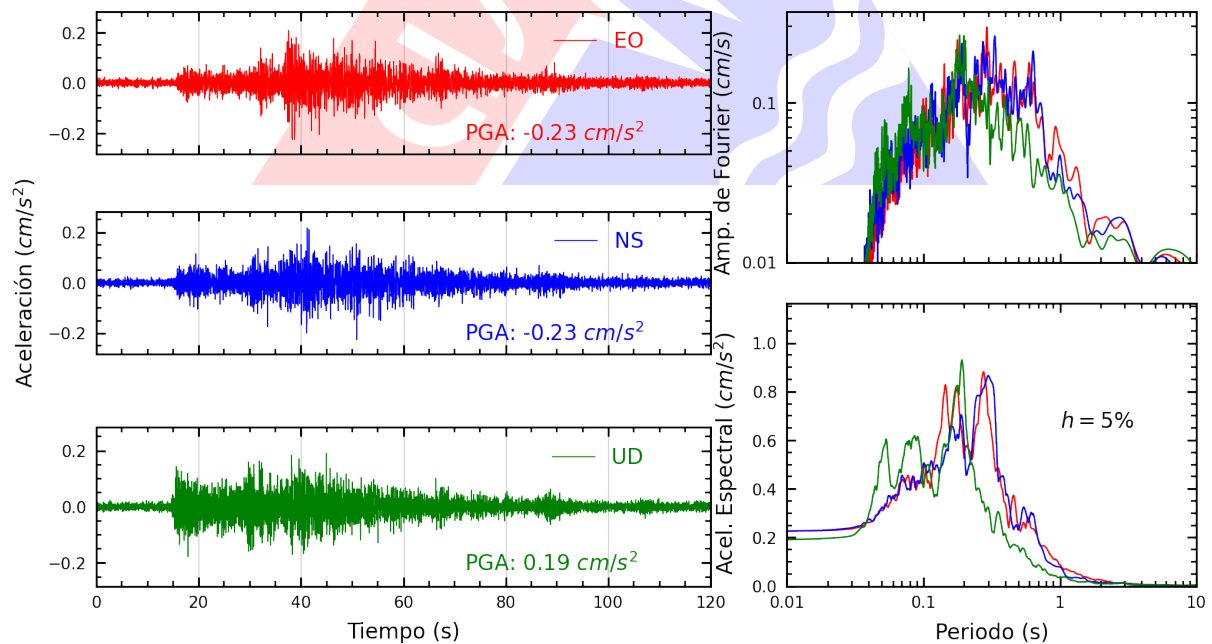 Aceleración (cm/s²)
0.2
0.0
−0.2
EO
PGA: -0.23 cm/s²
0.2
0.0
−0.2
NS
PGA: -0.23 cm/s²
0.2
0.0
−0.2
UD
PGA: 0.19 cm/s²
0 20 40 60 80 100 120
Tiempo (s)
Amp. de Fourier (cm/s)
0.1
0.01
Acel. Espectral (cm/s²)
1.0
0.8
0.6
0.4
0.2
0.0
h = 5%
0.01 0.1 1 10
Periodo (s)